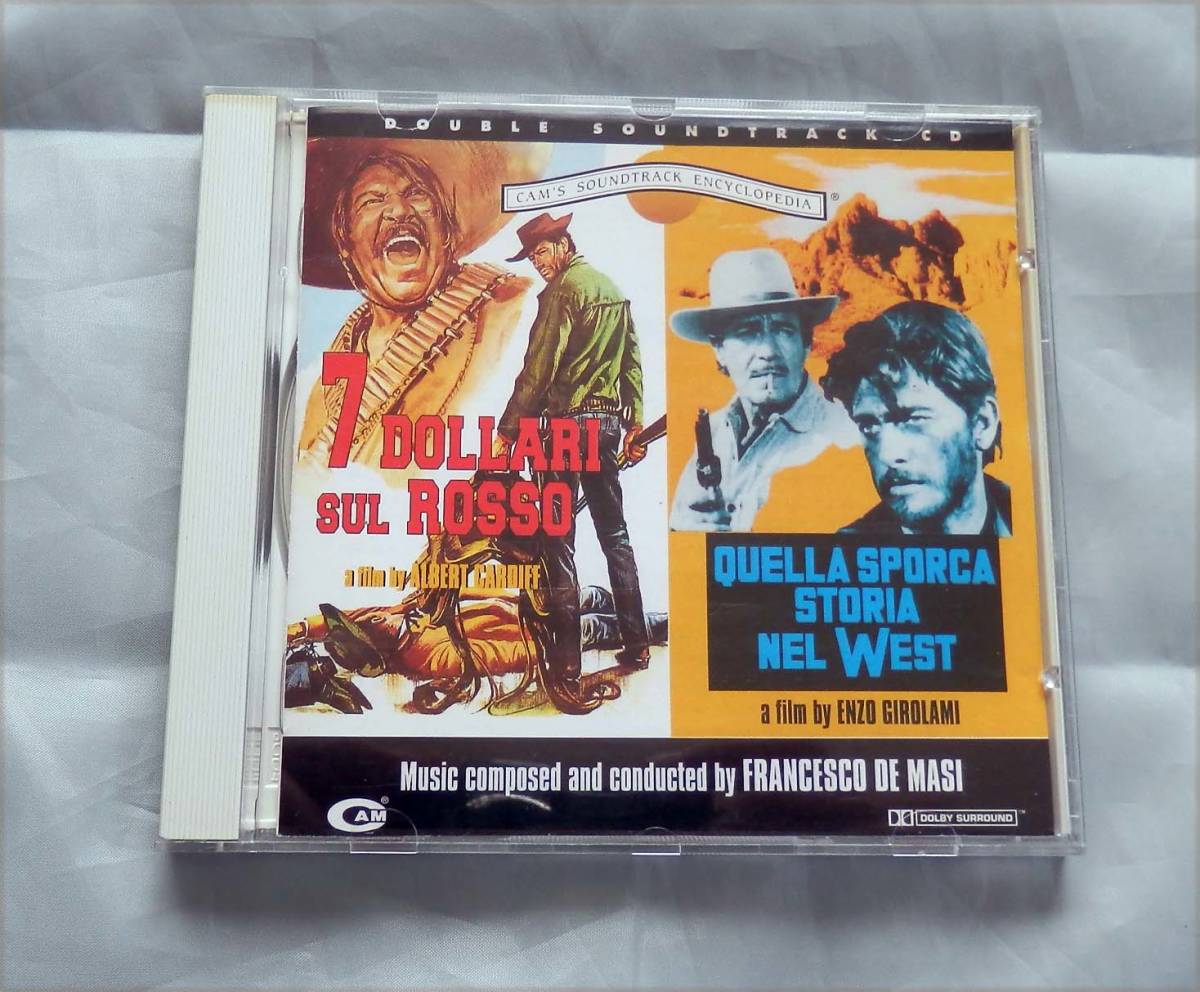 DOUBLE SOUNDTRACK CD
CAM'S SOUNDTRACK ENCYCLOPEDIA ®
7 DOLLARI
SUL ROSSO
a film by ALBERT CARDIFF
QUELLA SPORCA
STORIA
NEL WEST
a film by ENZO GIROLAMI
Music composed and conducted by FRANCESCO DE MASI
CAM ®
DOLBY SURROUND ™